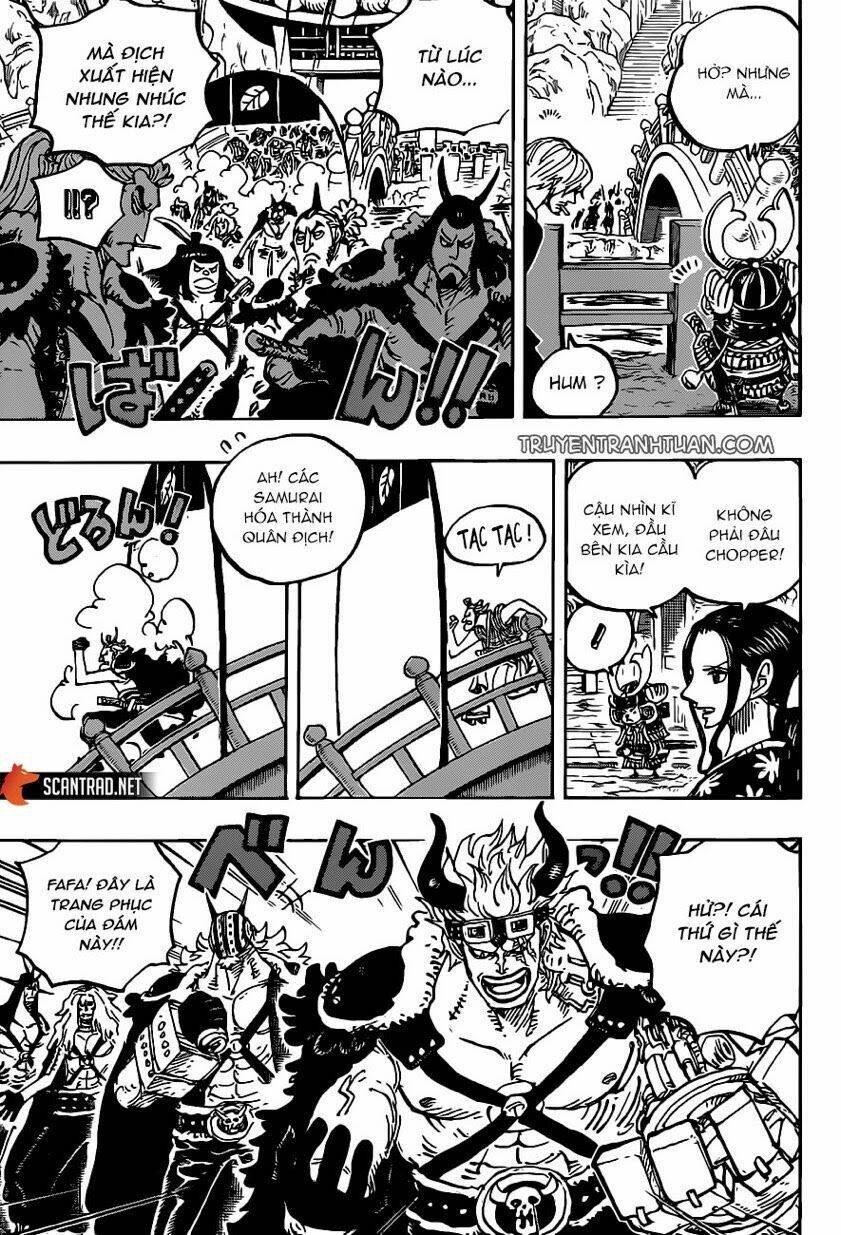 HỞ? NHƯNG
MÀ...
HUM ?
TỪ LÚC
NÀO...
MÀ ĐỊCH
XUẤT HIỆN
NHUNG NHÚC
THẾ KIA?!
!!?
ばーん!!
TRUYENTRANHTUAN.COM
KHÔNG
PHẢI ĐÂU
CHOPPER!
CẬU NHÌN KĨ
XEM, ĐẦU
BÊN KIA CẦU
KÌA!
!
TẠC TẠC!
AH! CÁC
SAMURAI
HÓA THÀNH
QUÂN ĐỊCH!
どろん!
SCANTRAD.NET
べーんっ!!
HỬ?! CÁI
THỨ GÌ THẾ
NÀY?!
FAFA! ĐÂY LÀ
TRANG PHỤC
CỦA ĐÁM
NÀY!!